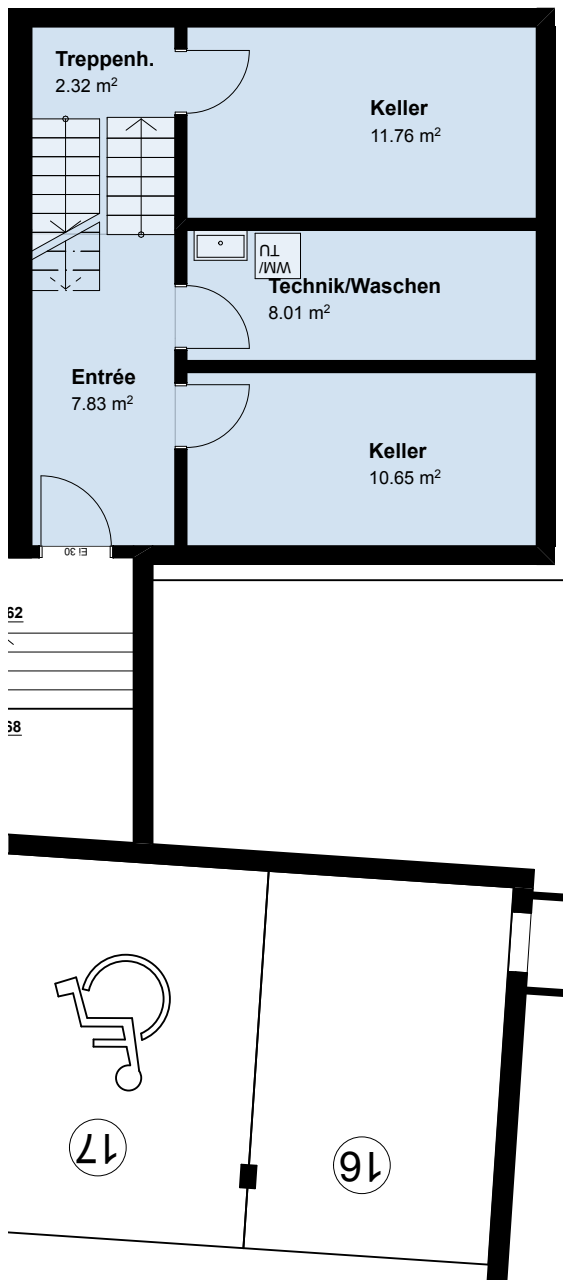 Treppenh.
2.32 m²
Keller
11.76 m²
WM/
TU
Technik/Waschen
8.01 m²
Entrée
7.83 m²
Keller
10.65 m²
EI 30
62
68
17
16